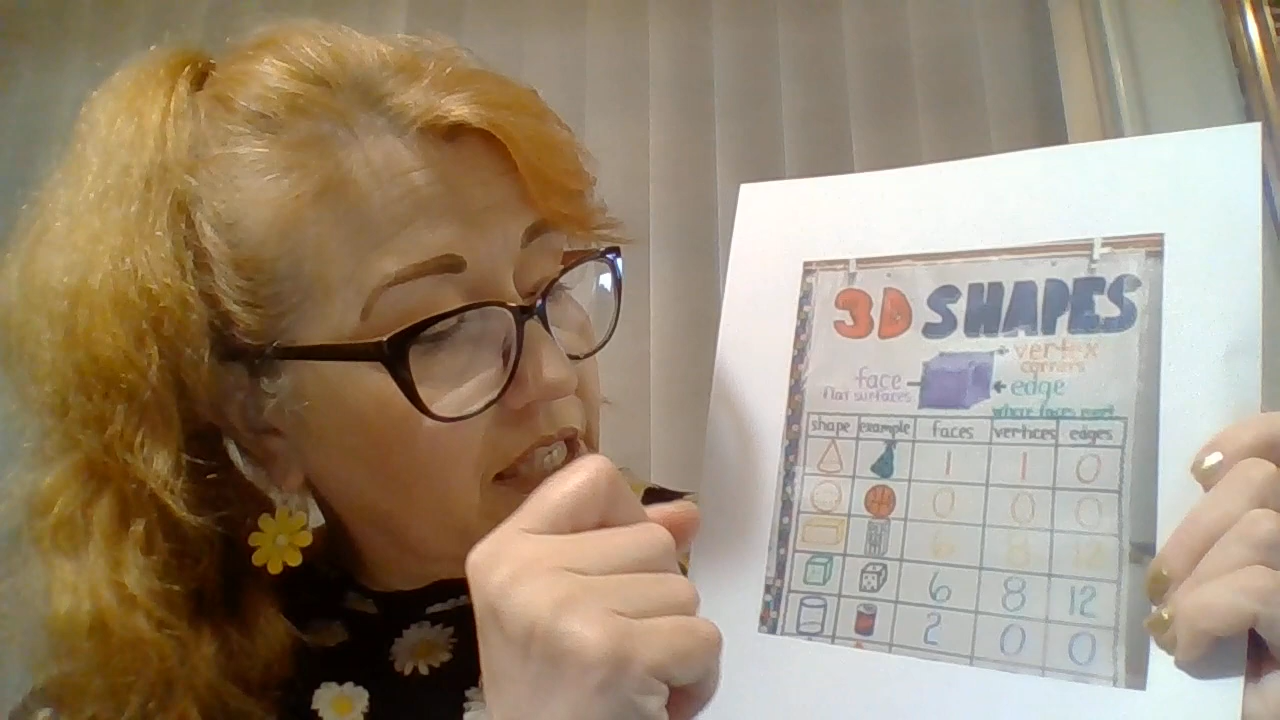 3D SHAPES
vertex
corners
face
flat surfaces
edge
where faces meet
shape example faces vertices edges
1 1 0
0 0 0
6 8 12
6 8 12
2 0 0